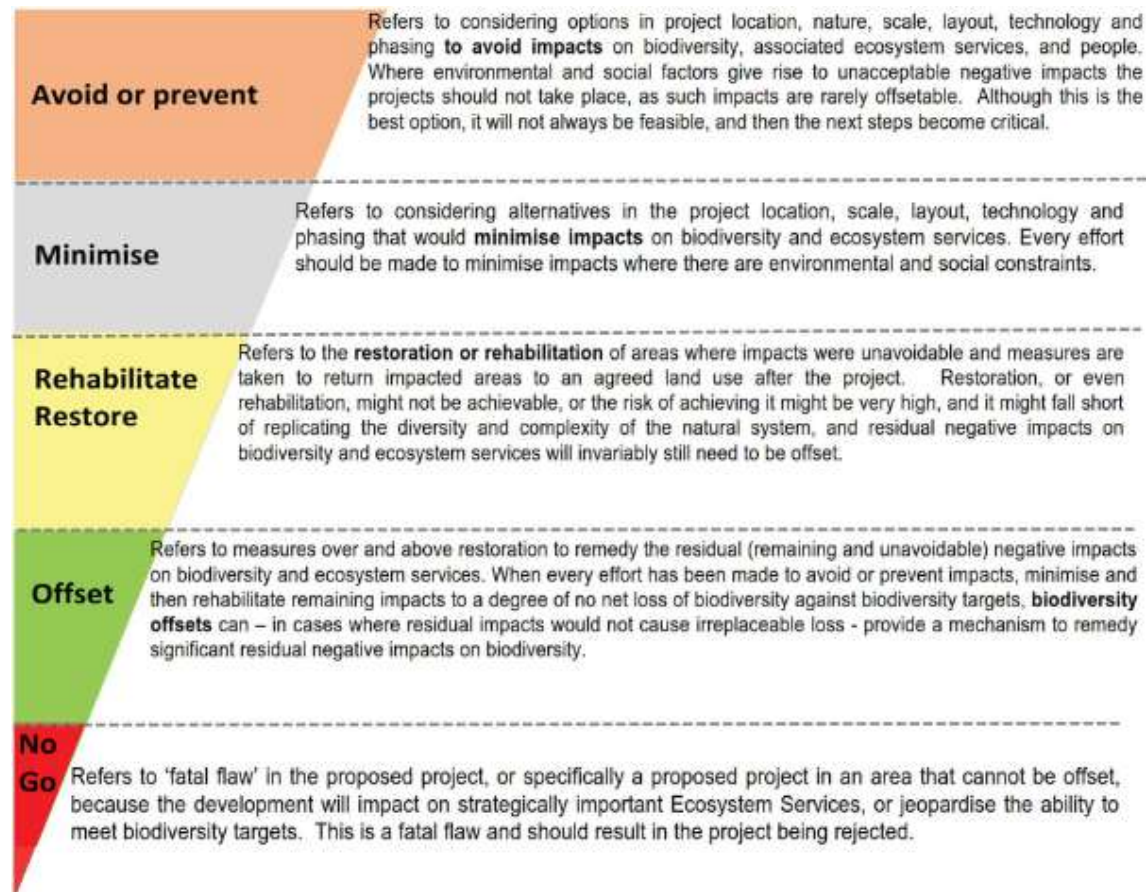 Refers to considering options in project location, nature, scale, layout, technology and
phasing to avoid impacts on biodiversity, associated ecosystem services, and people.
Avoid or prevent
Where environmental and social factors give rise to unacceptable negative impacts the
projects should not take place, as such impacts are rarely offsetable. Although this is the
best option, it will not always be feasible, and then the next steps become critical.
Refers to considering alternatives in the project location, scale, layout, technology and
Minimise
phasing that would minimise impacts on biodiversity and ecosystem services. Every effort
should be made to minimise impacts where there are environmental and social constraints.
Rehabilitate
Restore
Refers to the restoration or rehabilitation of areas where impacts were unavoidable and measures are
taken to return impacted areas to an agreed land use after the project. Restoration, or even
rehabilitation, might not be achievable, or the risk of achieving it might be very high, and it might fall short
of replicating the diversity and complexity of the natural system, and residual negative impacts on
biodiversity and ecosystem services will invariably still need to be offset.
Offset
Refers to measures over and above restoration to remedy the residual (remaining and unavoidable) negative impacts
on biodiversity and ecosystem services. When every effort has been made to avoid or prevent impacts, minimise and
then rehabilitate remaining impacts to a degree of no net loss of biodiversity against biodiversity targets, biodiversity
offsets can – in cases where residual impacts would not cause irreplaceable loss - provide a mechanism to remedy
significant residual negative impacts on biodiversity.
No
Go
Refers to ‘fatal flaw’ in the proposed project, or specifically a proposed project in an area that cannot be offset,
because the development will impact on strategically important Ecosystem Services, or jeopardise the ability to
meet biodiversity targets. This is a fatal flaw and should result in the project being rejected.